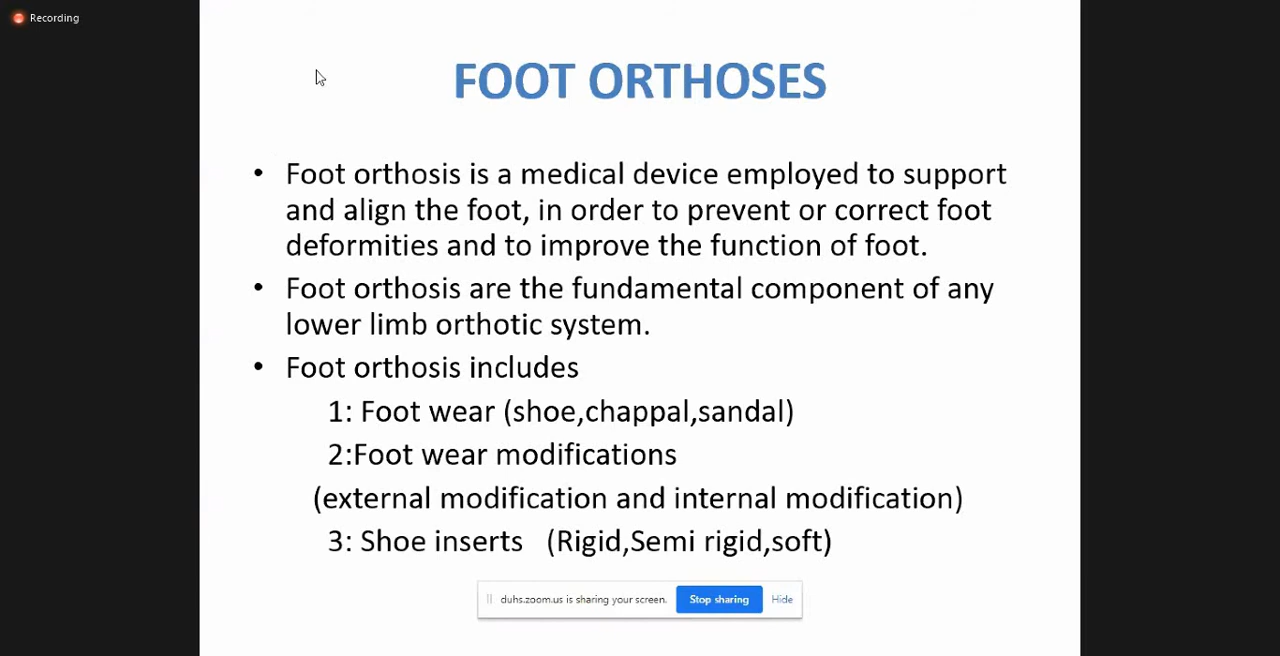 Recording
FOOT ORTHOSES
• Foot orthosis is a medical device employed to support
and align the foot, in order to prevent or correct foot
deformities and to improve the function of foot.
• Foot orthosis are the fundamental component of any
lower limb orthotic system.
• Foot orthosis includes
1: Foot wear (shoe,chappal,sandal)
2:Foot wear modifications
(external modification and internal modification)
3: Shoe inserts (Rigid,Semi rigid,soft)
duhs.zoom.us is sharing your screen. Stop sharing Hide